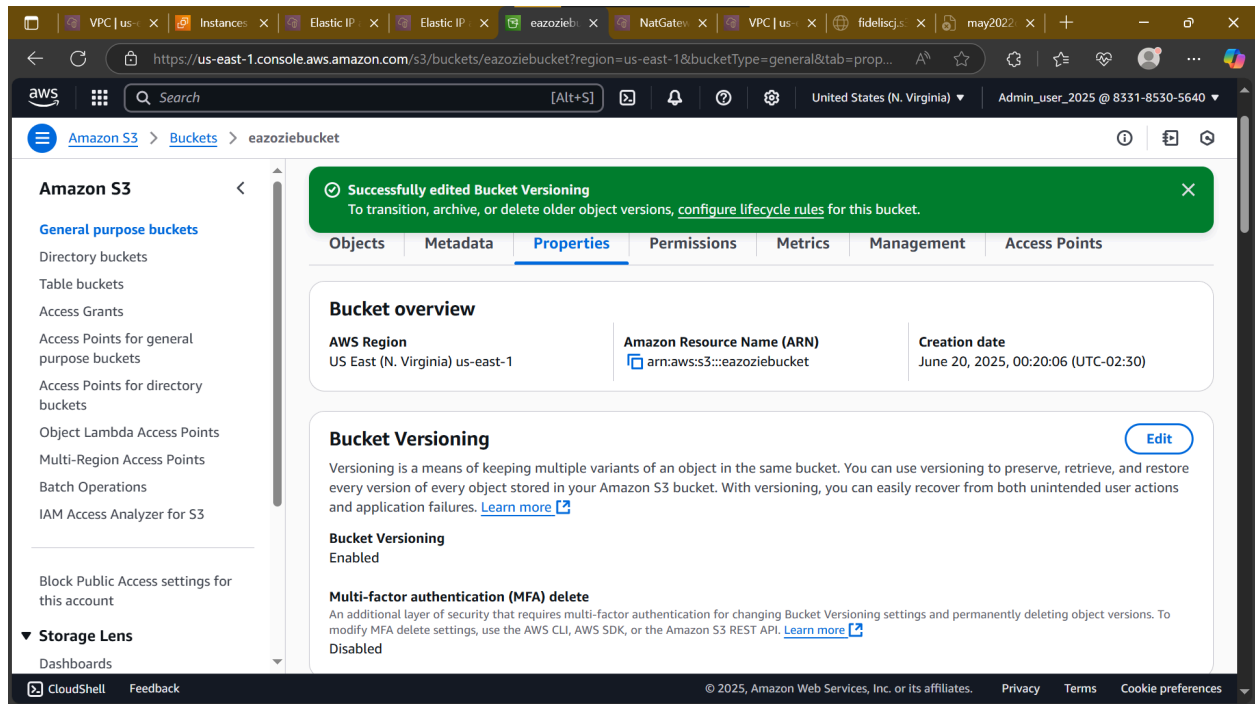 VPC | us-e
Instances
Elastic IP
Elastic IP
eazoziebu
NatGatew
VPC | us-
fideliscj.s
may2022
https://us-east-1.console.aws.amazon.com/s3/buckets/eazoziebucket?region=us-east-1&bucketType=general&tab=prop...
aws
Search
[Alt+S]
United States (N. Virginia)
Admin_user_2025 @ 8331-8530-5640
Amazon S3 > Buckets > eazoziebucket
Amazon S3
General purpose buckets
Directory buckets
Table buckets
Access Grants
Access Points for general
purpose buckets
Access Points for directory
buckets
Object Lambda Access Points
Multi-Region Access Points
Batch Operations
IAM Access Analyzer for S3
Block Public Access settings for
this account
Storage Lens
Dashboards
Successfully edited Bucket Versioning
To transition, archive, or delete older object versions, configure lifecycle rules for this bucket.
Objects Metadata Properties Permissions Metrics Management Access Points
Bucket overview
AWS Region
US East (N. Virginia) us-east-1
Amazon Resource Name (ARN)
arn:aws:s3:::eazoziebucket
Creation date
June 20, 2025, 00:20:06 (UTC-02:30)
Bucket Versioning
Edit
Versioning is a means of keeping multiple variants of an object in the same bucket. You can use versioning to preserve, retrieve, and restore
every version of every object stored in your Amazon S3 bucket. With versioning, you can easily recover from both unintended user actions
and application failures. Learn more
Bucket Versioning
Enabled
Multi-factor authentication (MFA) delete
An additional layer of security that requires multi-factor authentication for changing Bucket Versioning settings and permanently deleting object versions. To
modify MFA delete settings, use the AWS CLI, AWS SDK, or the Amazon S3 REST API. Learn more
Disabled
CloudShell Feedback
© 2025, Amazon Web Services, Inc. or its affiliates. Privacy Terms Cookie preferences